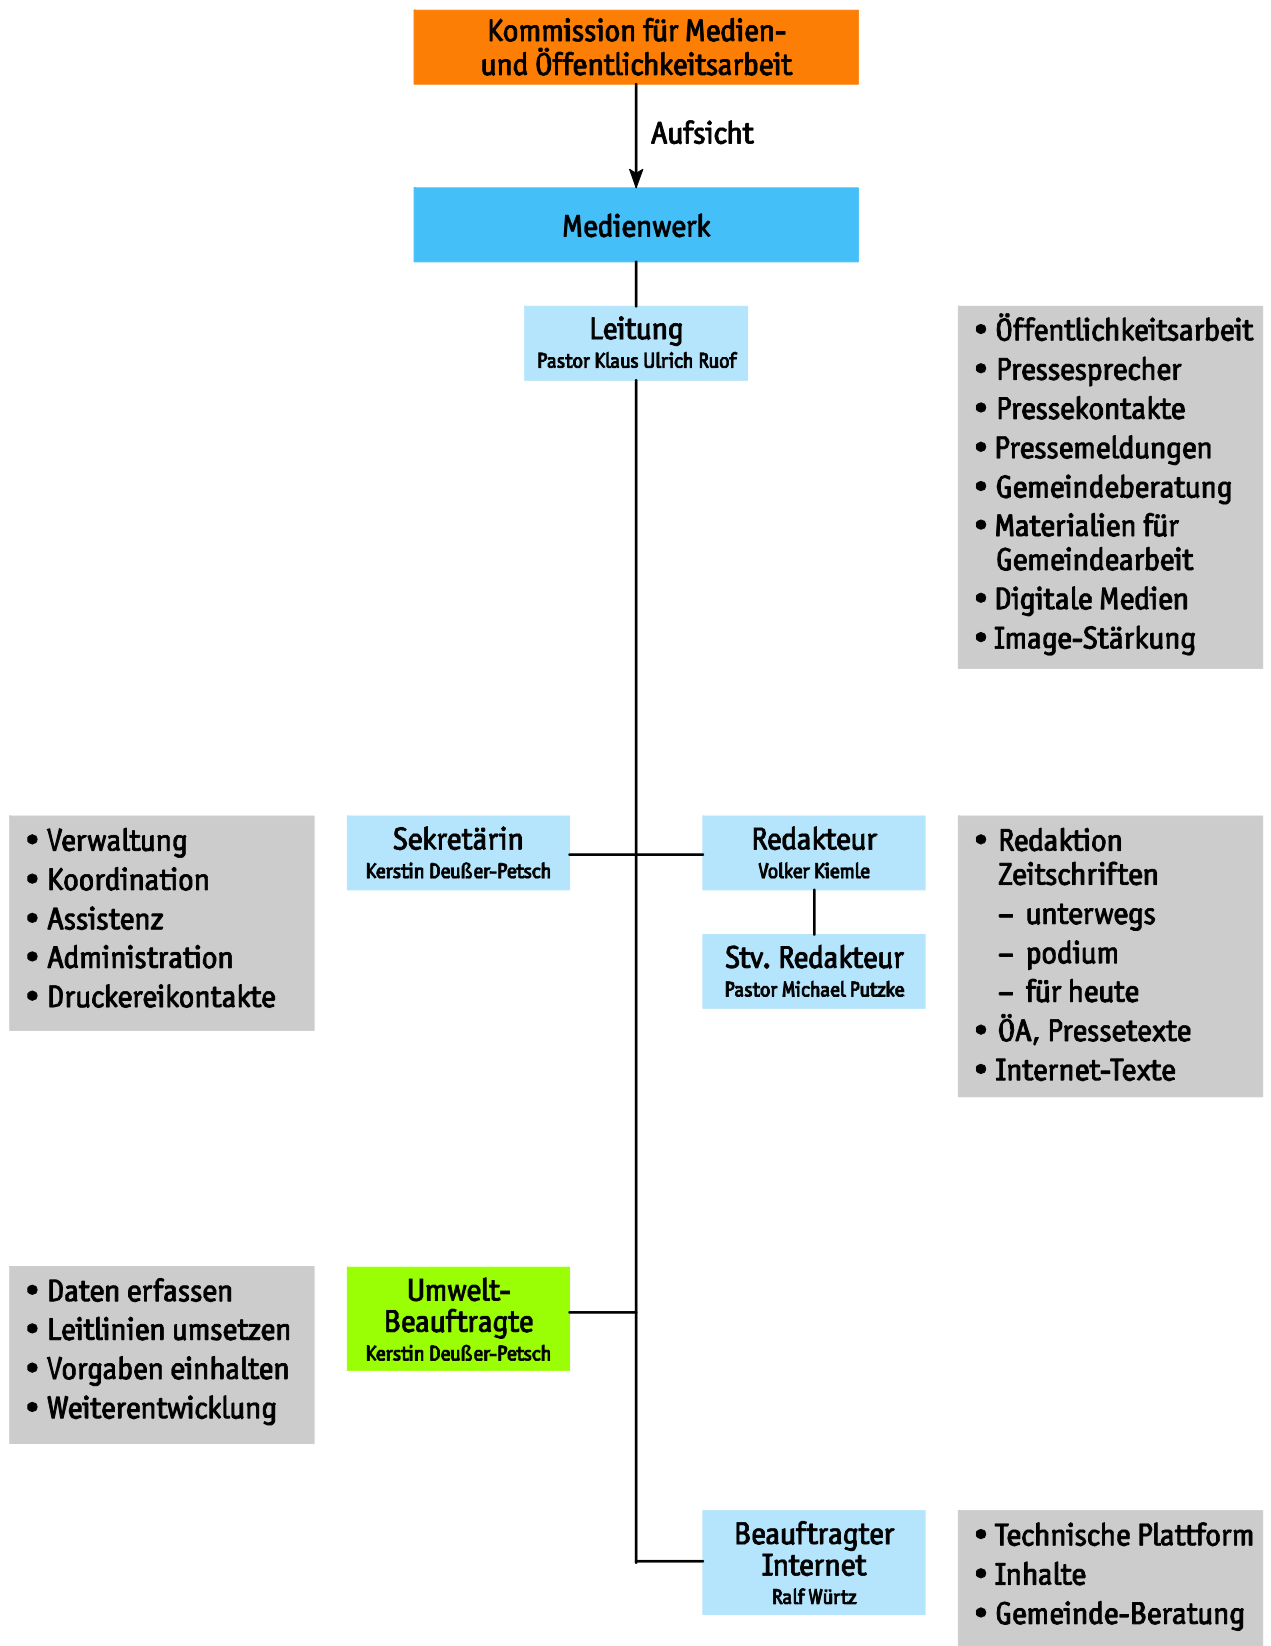 Kommission für Medien-
und Öffentlichkeitsarbeit
Aufsicht
Medienwerk
Leitung
Pastor Klaus Ulrich Ruof
• Öffentlichkeitsarbeit
• Pressesprecher
• Pressekontakte
• Pressemeldungen
• Gemeindeberatung
• Materialien für
Gemeindearbeit
• Digitale Medien
• Image-Stärkung
• Verwaltung
• Koordination
• Assistenz
• Administration
• Druckereikontakte
Sekretärin
Kerstin Deußer-Petsch
Redakteur
Volker Kiemle
Stv. Redakteur
Pastor Michael Putzke
• Redaktion
Zeitschriften
– unterwegs
– podium
– für heute
• ÖA, Pressetexte
• Internet-Texte
• Daten erfassen
• Leitlinien umsetzen
• Vorgaben einhalten
• Weiterentwicklung
Umwelt-
Beauftragte
Kerstin Deußer-Petsch
Beauftragter
Internet
Ralf Würtz
• Technische Plattform
• Inhalte
• Gemeinde-Beratung